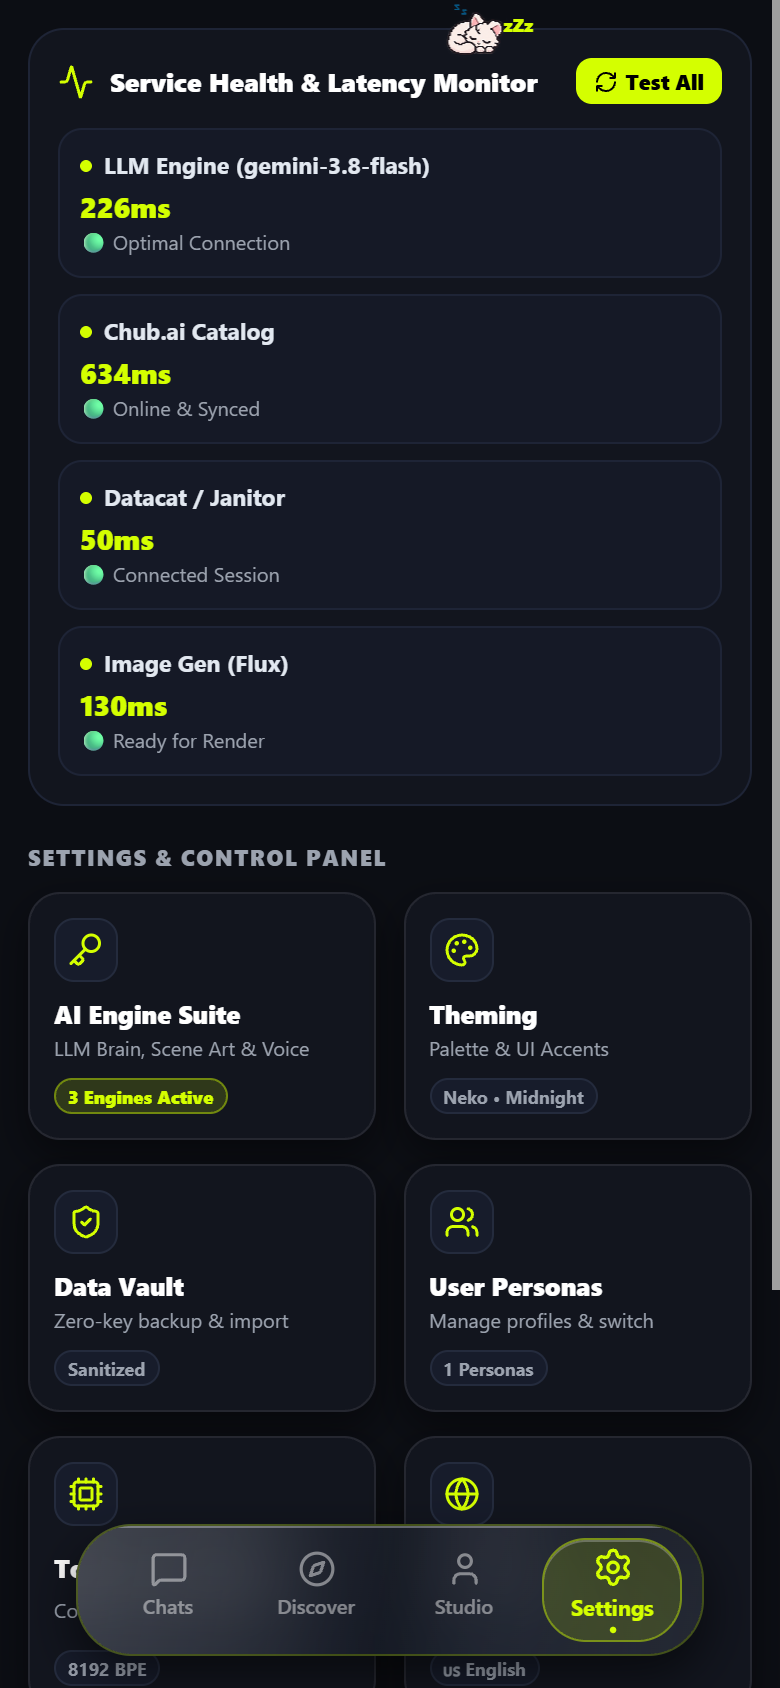 zZz
Service Health & Latency Monitor
Test All
LLM Engine (gemini-3.8-flash)
226ms
Optimal Connection
Chub.ai Catalog
634ms
Online & Synced
Datacat / Janitor
50ms
Connected Session
Image Gen (Flux)
130ms
Ready for Render
SETTINGS & CONTROL PANEL
AI Engine Suite
LLM Brain, Scene Art & Voice
3 Engines Active
Theming
Palette & UI Accents
Neko • Midnight
Data Vault
Zero-key backup & import
Sanitized
User Personas
Manage profiles & switch
1 Personas
8192 BPE
us English
Chats
Discover
Studio
Settings